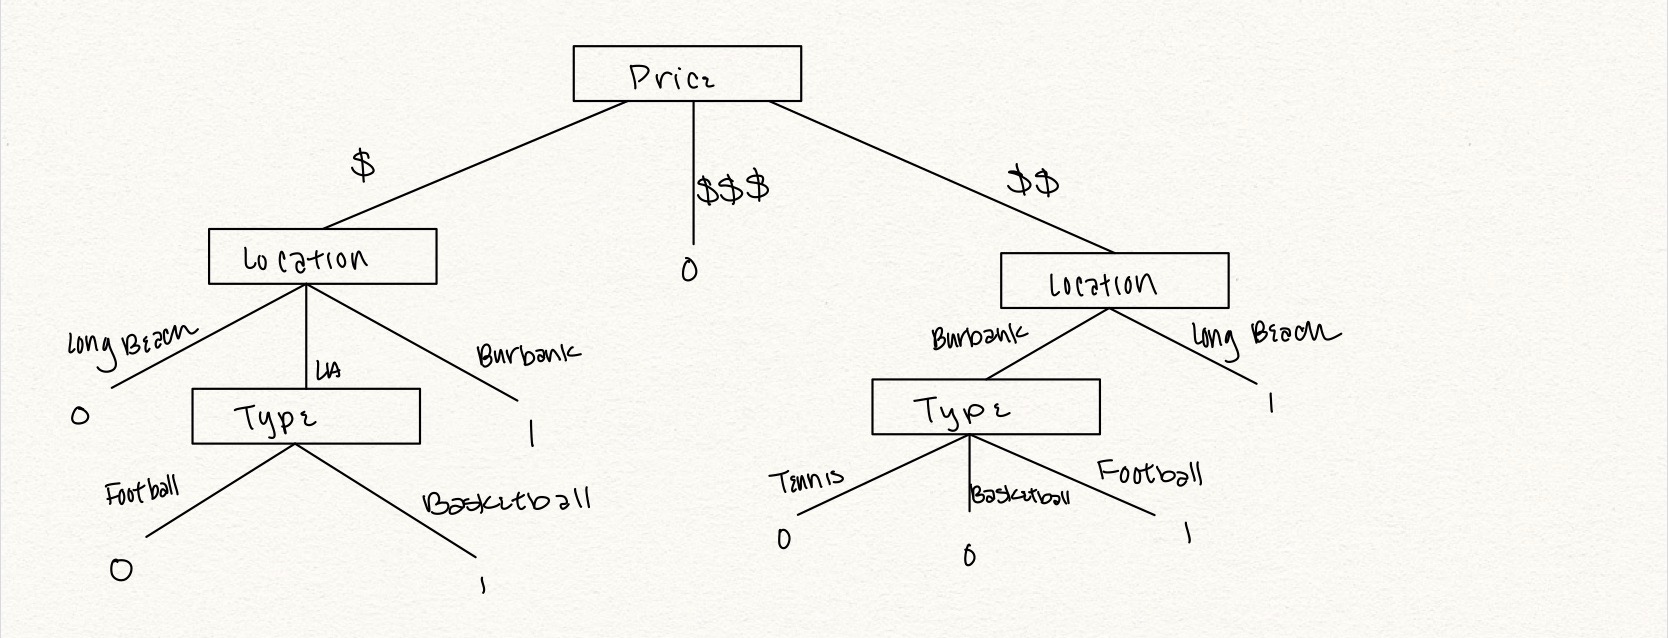 Price
$
$$$
$$
0
Location
Location
Long Beach
LA
Burbank
Burbank
Long Beach
0
Type
1
Type
1
Football
Basketball
Tennis
Basketball
Football
0
1
0
0
1